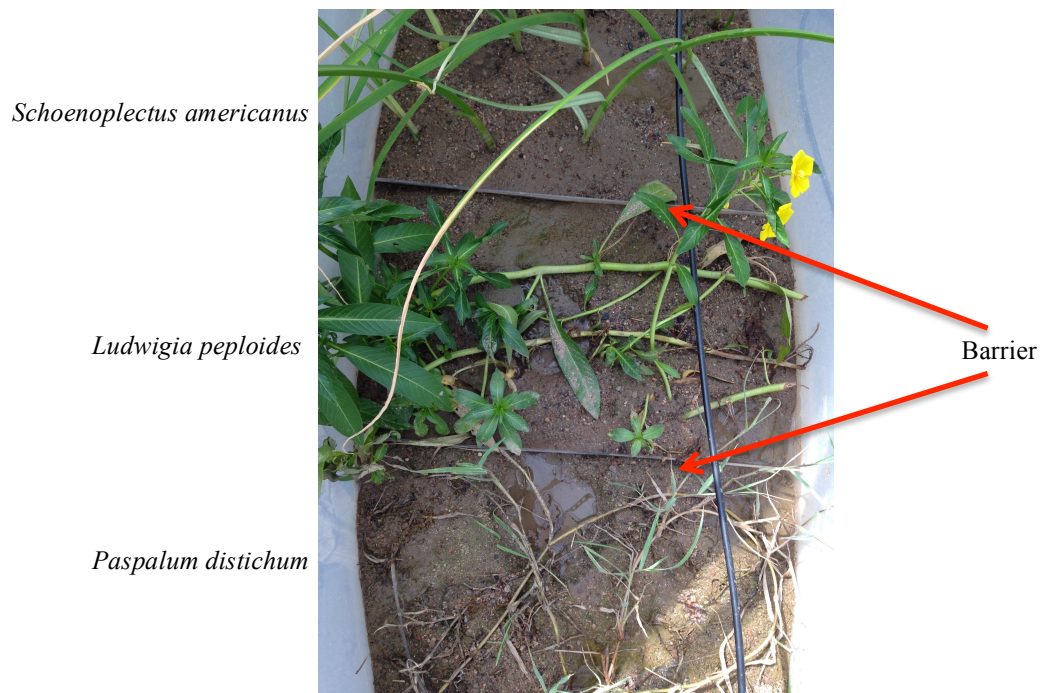 Schoenoplectus americanus
Ludwigia peploides
Barrier
Paspalum distichum